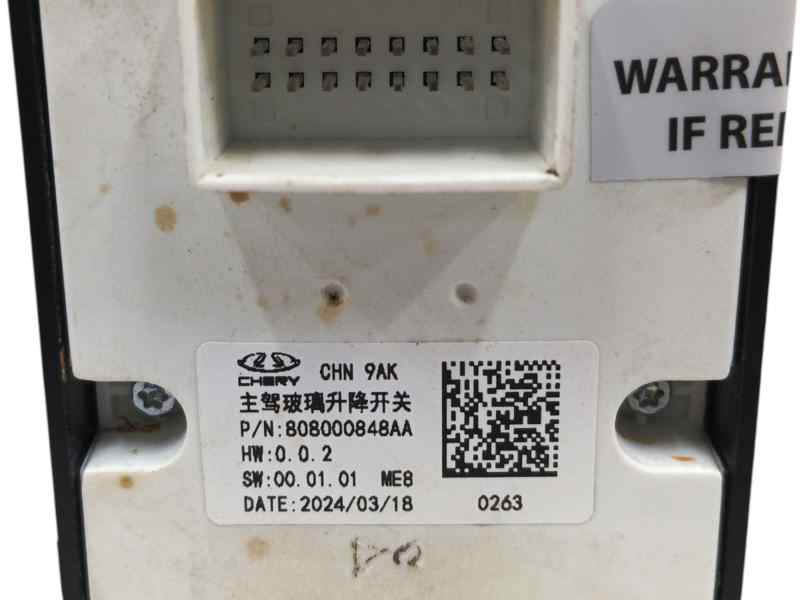 WARRA
IF REI
CHERY CHN 9AK
主驾玻璃升降开关
P/N:808000848AA
HW:0.0.2
SW:00.01.01 ME8
DATE:2024/03/18 0263